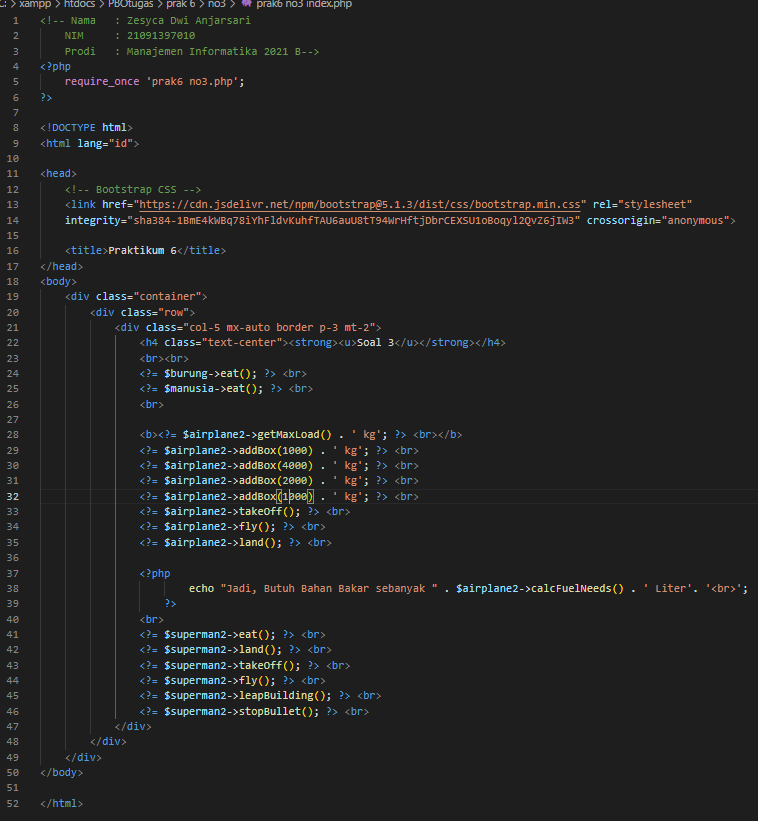 C: > xampp > htdocs > PBOtugas > prak 6 > no3 > prak6 no3 index.php
1 <!-- Nama   : Zesyca Dwi Anjarsari
2     NIM     : 21091397010
3     Prodi   : Manajemen Informatika 2021 B-->
4 <?php
5     require_once 'prak6 no3.php';
6 ?>
7
8 <!DOCTYPE html>
9 <html lang="id">
10
11 <head>
12     <!-- Bootstrap CSS -->
13     <link href="https://cdn.jsdelivr.net/npm/bootstrap@5.1.3/dist/css/bootstrap.min.css" rel="stylesheet"
14     integrity="sha384-1BmE4kWBq78iYhFldvKuhfTAU6auU8tT94WrHftjDbrCEXSU1oBoqyl2QvZ6jIW3" crossorigin="anonymous">
15
16     <title>Praktikum 6</title>
17 </head>
18 <body>
19     <div class="container">
20         <div class="row">
21             <div class="col-5 mx-auto border p-3 mt-2">
22                 <h4 class="text-center"><strong><u>Soal 3</u></strong></h4>
23                 <br><br>
24                 <?= $burung->eat(); ?> <br>
25                 <?= $manusia->eat(); ?> <br>
26                 <br>
27
28                 <b><?= $airplane2->getMaxLoad() . ' kg'; ?> <br></b>
29                 <?= $airplane2->addBox(1000) . ' kg'; ?> <br>
30                 <?= $airplane2->addBox(4000) . ' kg'; ?> <br>
31                 <?= $airplane2->addBox(2000) . ' kg'; ?> <br>
32                 <?= $airplane2->addBox(1000) . ' kg'; ?> <br>
33                 <?= $airplane2->takeOff(); ?> <br>
34                 <?= $airplane2->fly(); ?> <br>
35                 <?= $airplane2->land(); ?> <br>
36
37                 <?php
38                         echo "Jadi, Butuh Bahan Bakar sebanyak " . $airplane2->calcFuelNeeds() . ' Liter'. '<br>';
39                     ?>
40                 <br>
41                 <?= $superman2->eat(); ?> <br>
42                 <?= $superman2->land(); ?> <br>
43                 <?= $superman2->takeOff(); ?> <br>
44                 <?= $superman2->fly(); ?> <br>
45                 <?= $superman2->leapBuilding(); ?> <br>
46                 <?= $superman2->stopBullet(); ?> <br>
47             </div>
48         </div>
49     </div>
50 </body>
51
52 </html>